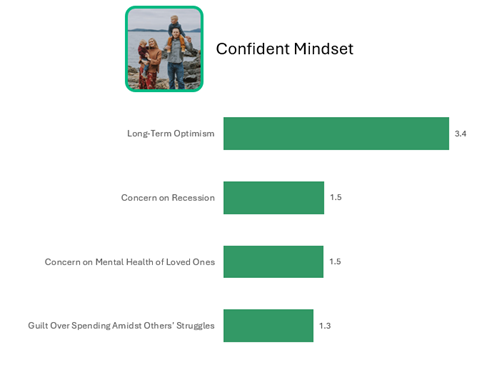 Confident Mindset
Long-Term Optimism
3.4
Concern on Recession
1.5
Concern on Mental Health of Loved Ones
1.5
Guilt Over Spending Amidst Others’ Struggles
1.3